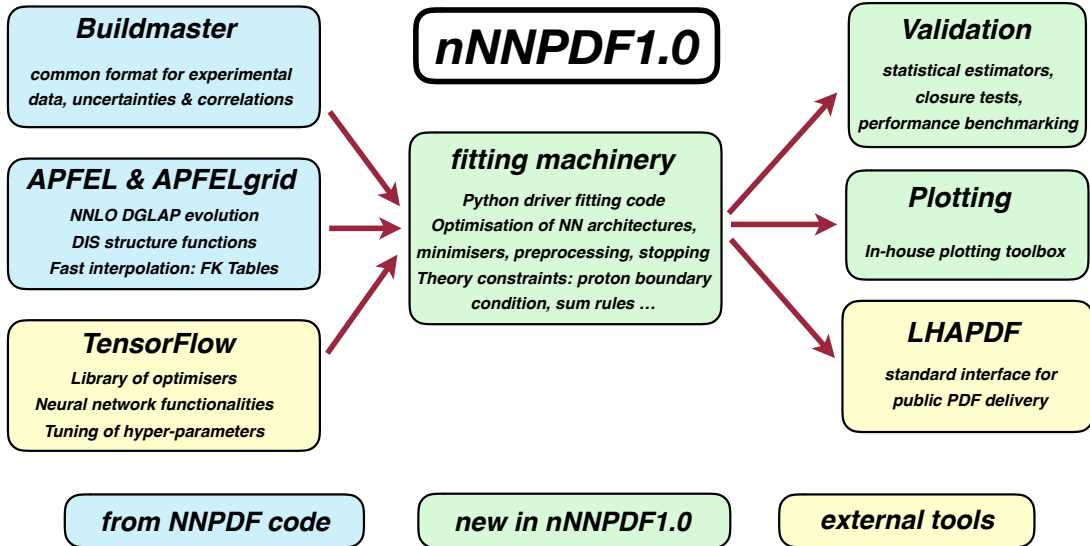 nNNPDF1.0
Buildmaster
common format for experimental
data, uncertainties & correlations
APFEL & APFELgrid
NNLO DGLAP evolution
DIS structure functions
Fast interpolation: FK Tables
TensorFlow
Library of optimisers
Neural network functionalities
Tuning of hyper-parameters
fitting machinery
Python driver fitting code
Optimisation of NN architectures,
minimisers, preprocessing, stopping
Theory constraints: proton boundary
condition, sum rules ...
Validation
statistical estimators,
closure tests,
performance benchmarking
Plotting
In-house plotting toolbox
LHAPDF
standard interface for
public PDF delivery
from NNPDF code
new in nNNPDF1.0
external tools